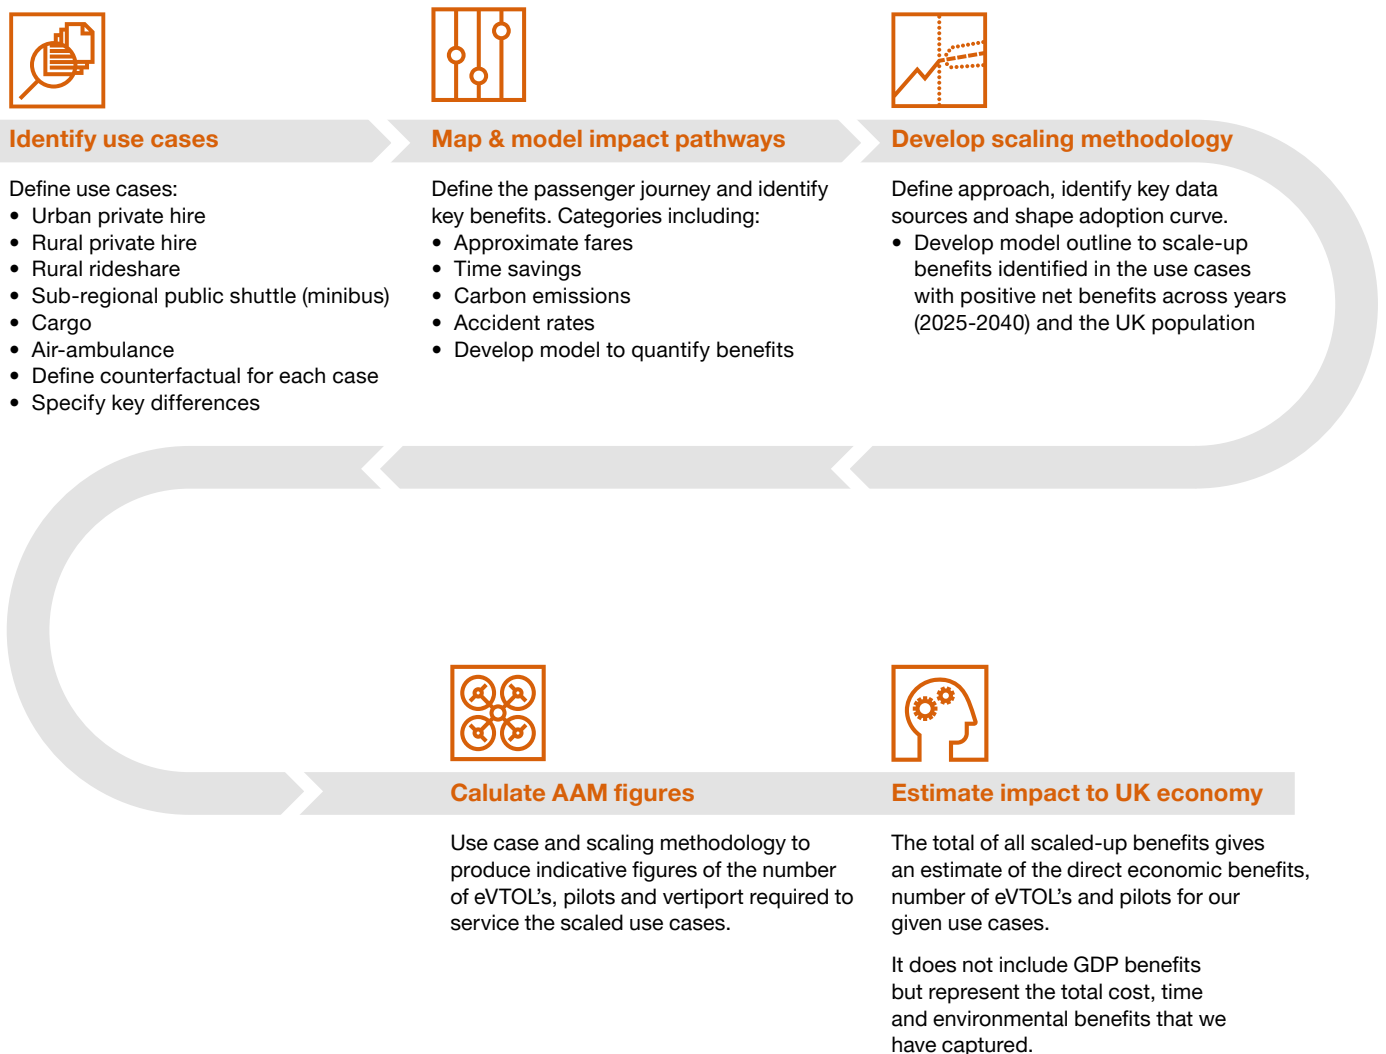 Identify use cases
Define use cases:
• Urban private hire
• Rural private hire
• Rural rideshare
• Sub-regional public shuttle (minibus)
• Cargo
• Air-ambulance
• Define counterfactual for each case
• Specify key differences
Map & model impact pathways
Define the passenger journey and identify
key benefits. Categories including:
• Approximate fares
• Time savings
• Carbon emissions
• Accident rates
• Develop model to quantify benefits
Develop scaling methodology
Define approach, identify key data
sources and shape adoption curve.
• Develop model outline to scale-up
benefits identified in the use cases
with positive net benefits across years
(2025-2040) and the UK population
Calulate AAM figures
Use case and scaling methodology to
produce indicative figures of the number
of eVTOL’s, pilots and vertiport required to
service the scaled use cases.
Estimate impact to UK economy
The total of all scaled-up benefits gives
an estimate of the direct economic benefits,
number of eVTOL’s and pilots for our
given use cases.
It does not include GDP benefits
but represent the total cost, time
and environmental benefits that we
have captured.